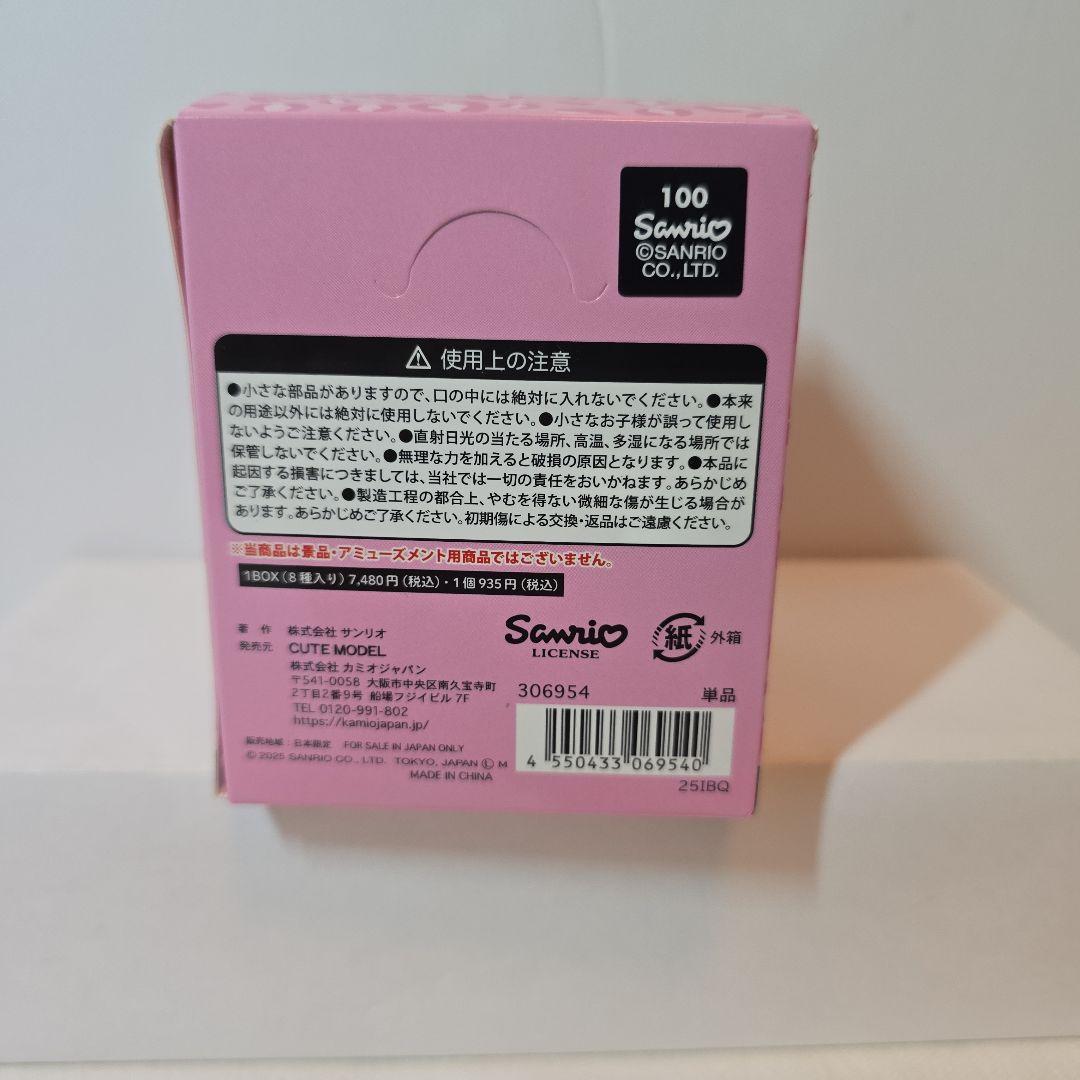 100
Sanrio
©SANRIO
CO.,LTD.
⚠ 使用上の注意
●小さな部品がありますので、口の中には絶対に入れないでください。●本来
の用途以外には絶対に使用しないでください。●小さなお子様が誤って使用し
ないようご注意ください。●直射日光の当たる場所、高温、多湿になる場所では
保管しないでください。●無理な力を加えると破損の原因となります。●本品に
起因する損害につきましては、当社では一切の責任をおいかねます。あらかじめ
ご了承ください。●製造工程の都合上、やむを得ない微細な傷が生じる場合が
あります。あらかじめご了承ください。初期傷による交換・返品はご遠慮ください。
※当商品は景品・アミューズメント用商品ではございません。
1BOX(8種入り)7,480円(税込)・1個935円(税込)
著 作 株式会社 サンリオ
発売元 CUTE MODEL
株式会社 カミオジャパン
〒541-0058 大阪市中央区南久宝寺町
2丁目2番9号 船場フジイビル 7F
TEL 0120-991-802
https://kamiojapan.jp/
販売地域:日本限定 FOR SALE IN JAPAN ONLY
© 2025 SANRIO CO., LTD. TOKYO, JAPAN Ⓛ M
MADE IN CHINA
Sanrio
LICENSE
紙 外箱
306954 単品
4 550433 069540
25IBQ